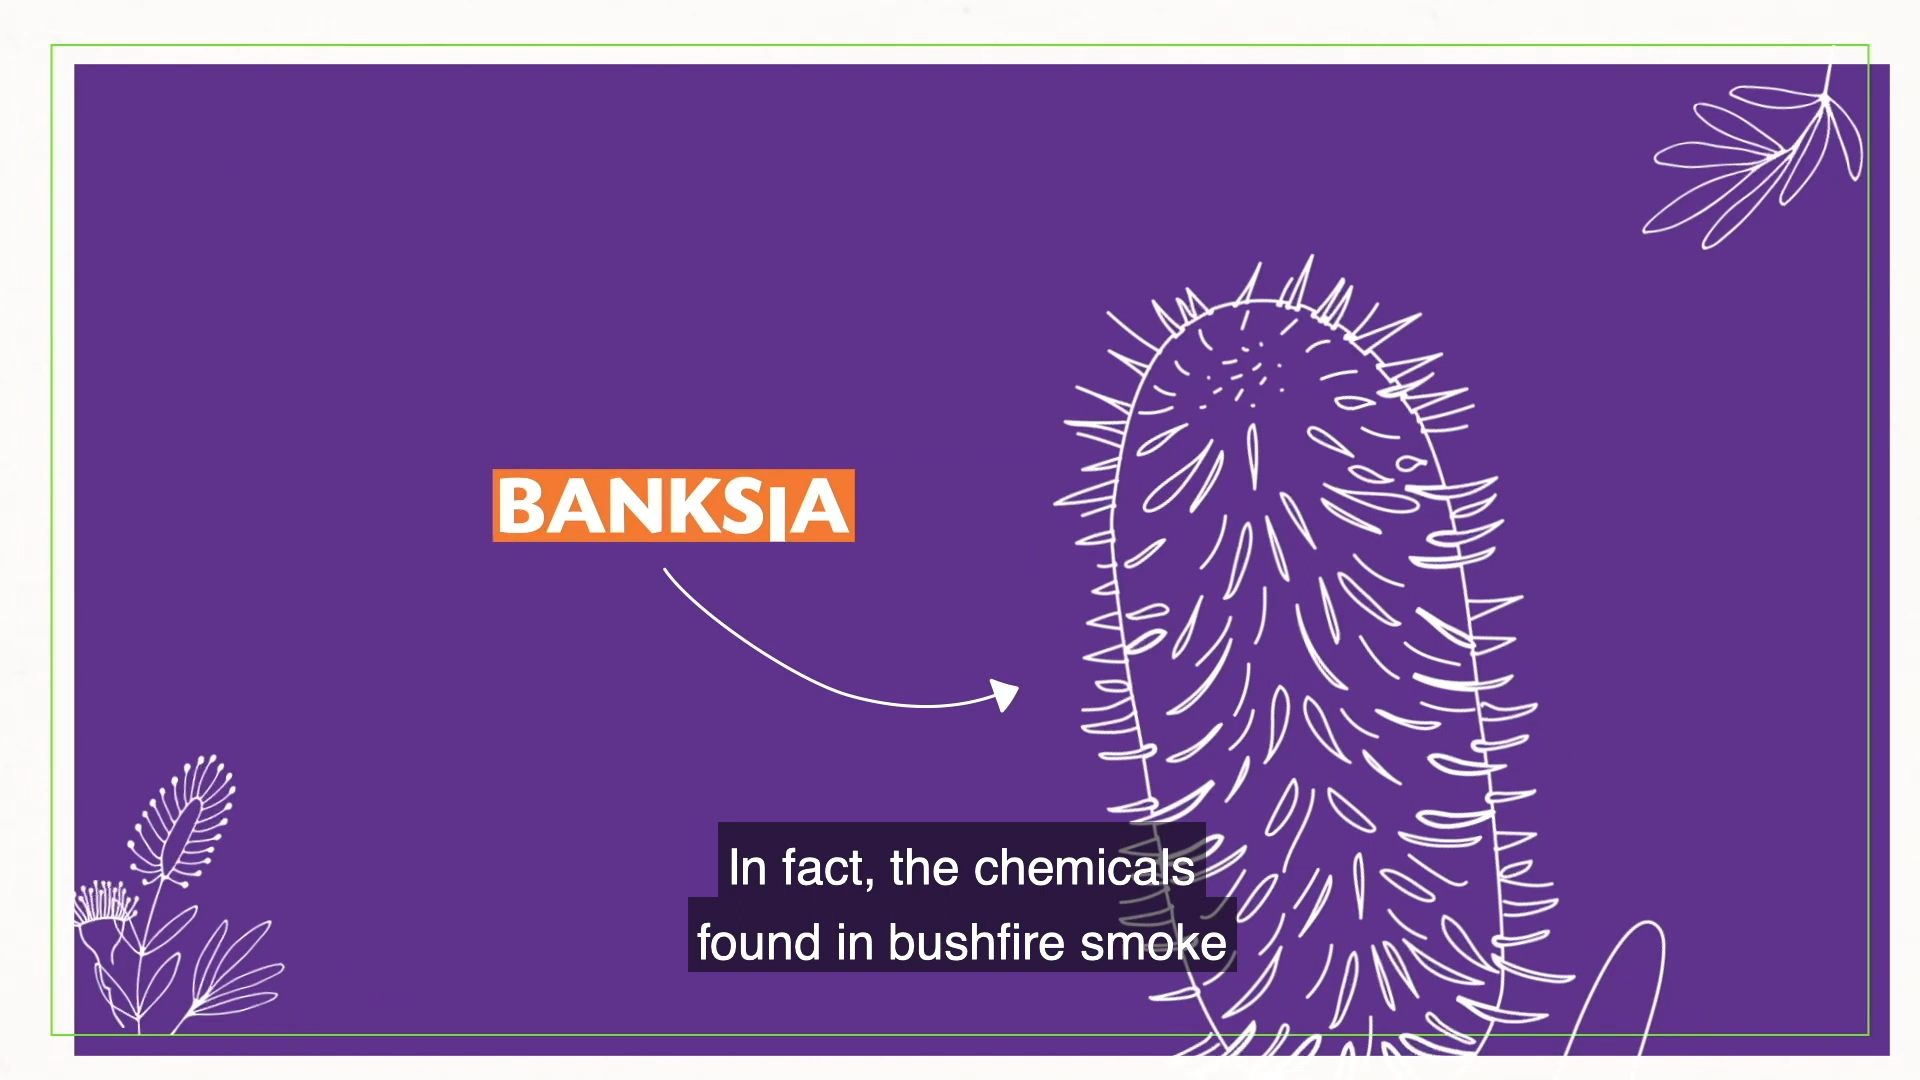 BANKSIA
In fact, the chemicals
found in bushfire smoke